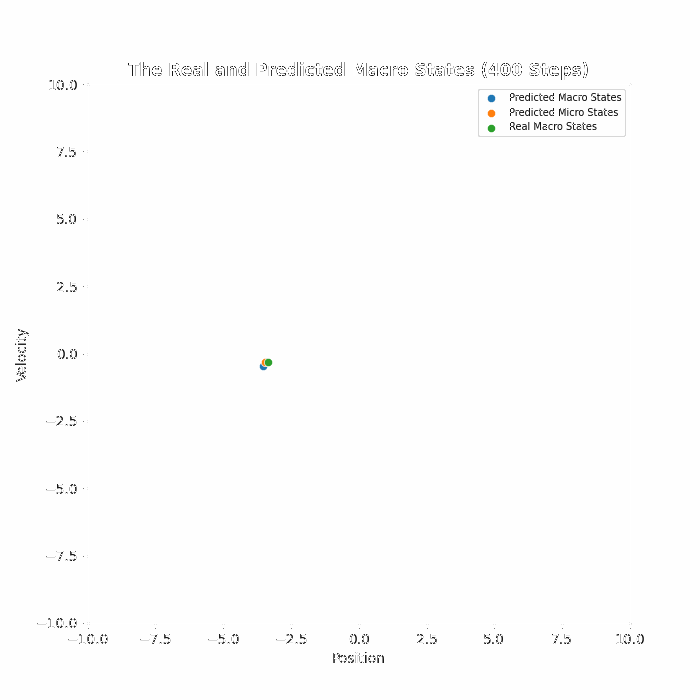 The Real and Predicted Macro States (400 Steps)
Predicted Macro States
Predicted Micro States
Real Macro States
10.0
7.5
5.0
2.5
0.0
−2.5
−5.0
−7.5
−10.0
Velocity
−10.0 −7.5 −5.0 −2.5 0.0 2.5 5.0 7.5 10.0
Position